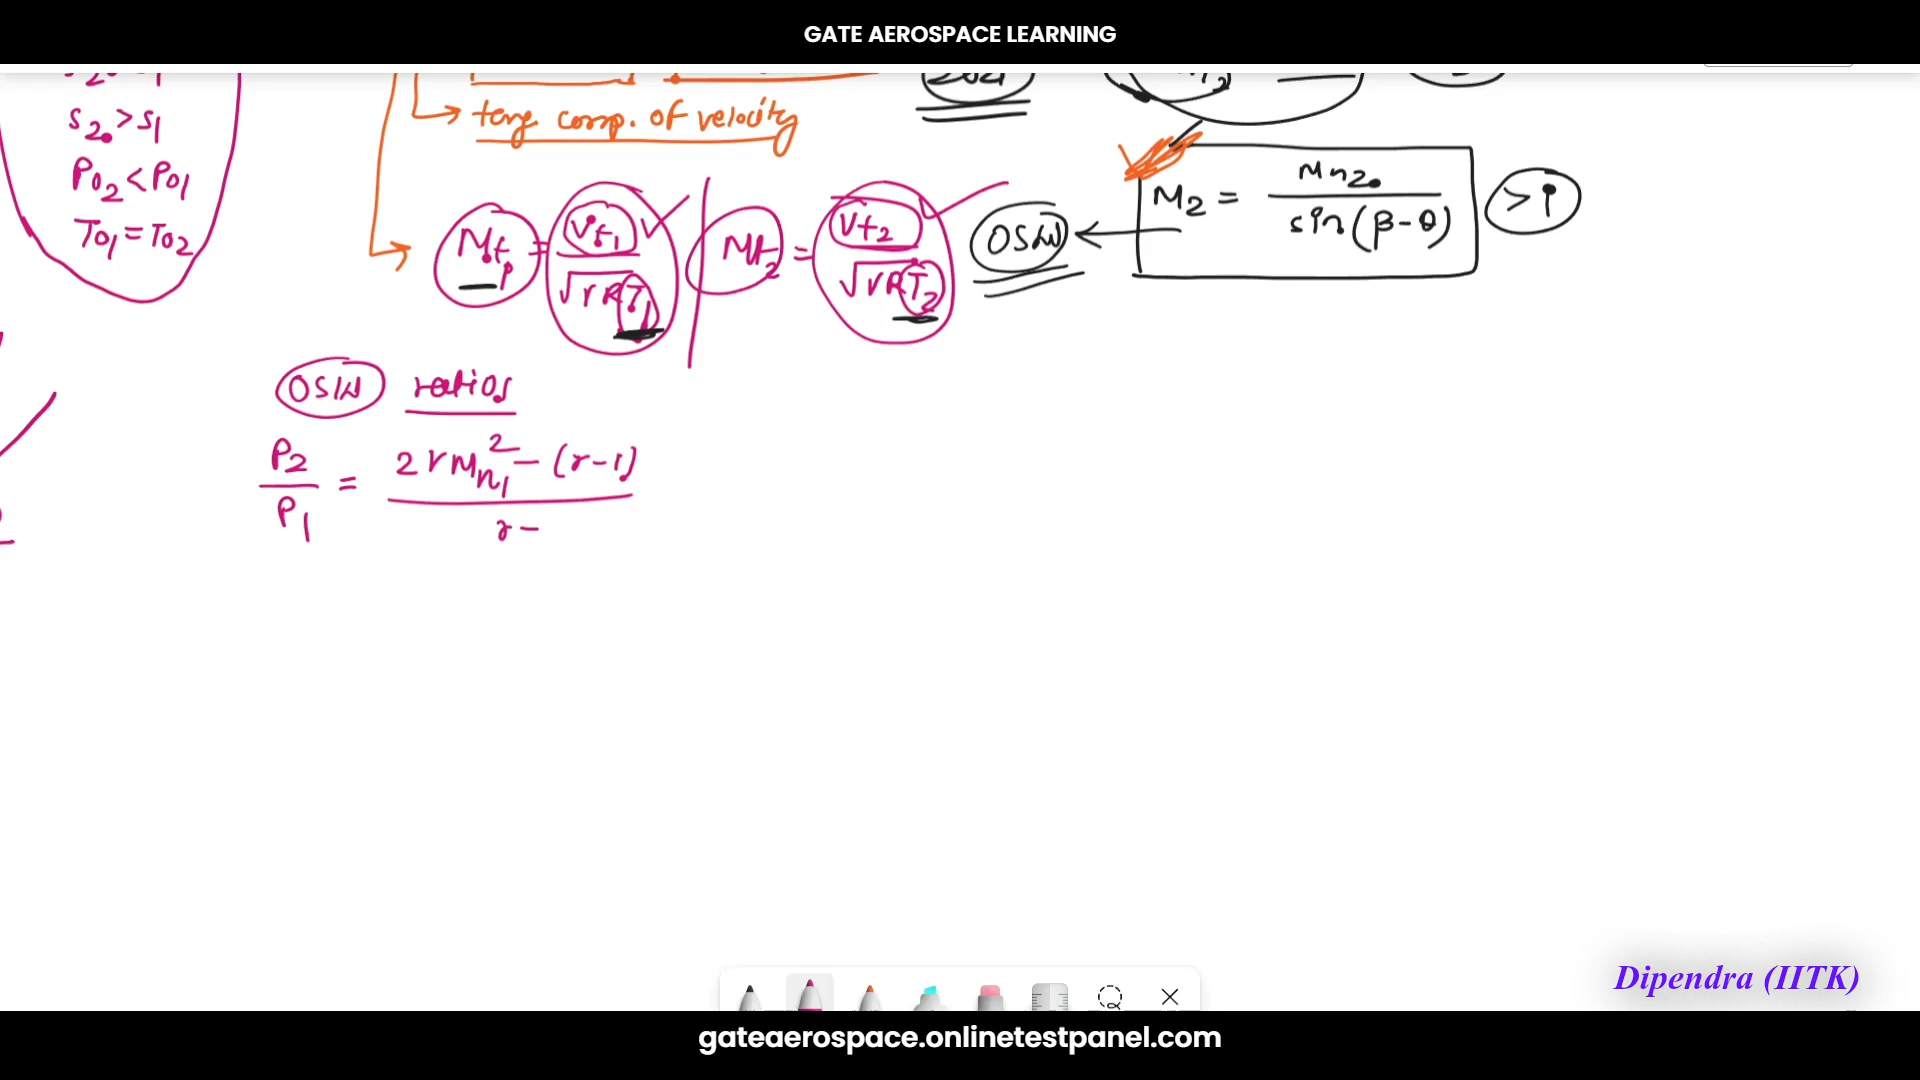 GATE AEROSPACE LEARNING
S2 > S1
P02 < P01
T01 = T02
tang comp. of velocity
Mt1 = Vt1 / √γRT1
Mt2 = Vt2 / √γRT2
OSW
M2 = Mn2 / sin(β-θ)
>1
OSW ratios
P2/P1 = 2γMn1² - (γ-1)
γ -
Dipendra (IITK)
gateaerospace.onlinetestpanel.com